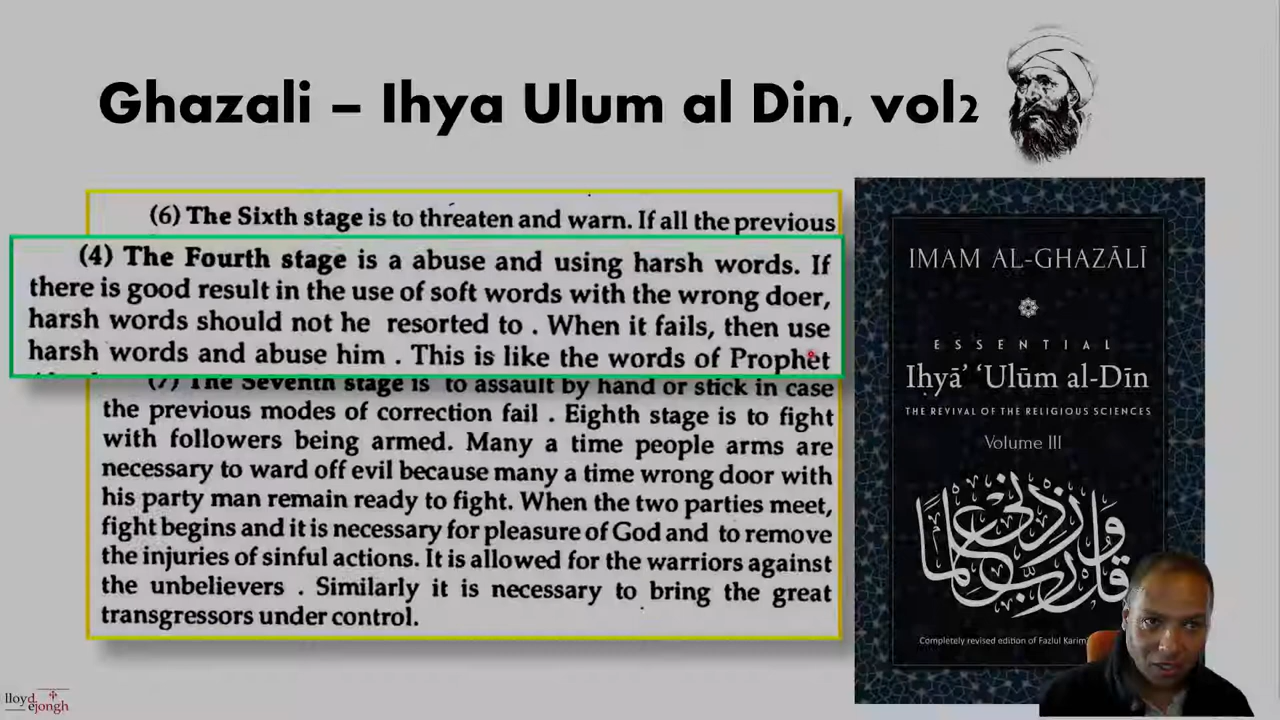 Ghazali – Ihya Ulum al Din, vol2
(6) The Sixth stage is to threaten and warn. If all the previous
(4) The Fourth stage is a abuse and using harsh words. If
there is good result in the use of soft words with the wrong doer,
harsh words should not he resorted to . When it fails, then use
harsh words and abuse him . This is like the words of Prophet
(7) The Seventh stage is to assault by hand or stick in case
the previous modes of correction fail . Eighth stage is to fight
with followers being armed. Many a time people arms are
necessary to ward off evil because many a time wrong door with
his party man remain ready to fight. When the two parties meet,
fight begins and it is necessary for pleasure of God and to remove
the injuries of sinful actions. It is allowed for the warriors against
the unbelievers . Similarly it is necessary to bring the great
transgressors under control.
IMAM AL-GHAZĀLĪ
ESSENTIAL
Iḥyā' 'Ulūm al-Dīn
THE REVIVAL OF THE RELIGIOUS SCIENCES
Volume III
وَقُل رَّبِّ زِدْنِي عِلْمًا
Completely revised edition of Fazlul Karim'
lloyd
ejongh